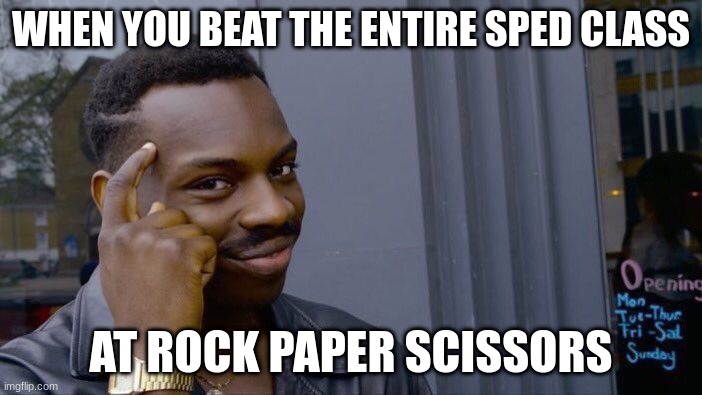 WHEN YOU BEAT THE ENTIRE SPED CLASS
AT ROCK PAPER SCISSORS
Opening
Mon
Tue-Thur
Fri -Sat
Sunday
imgflip.com